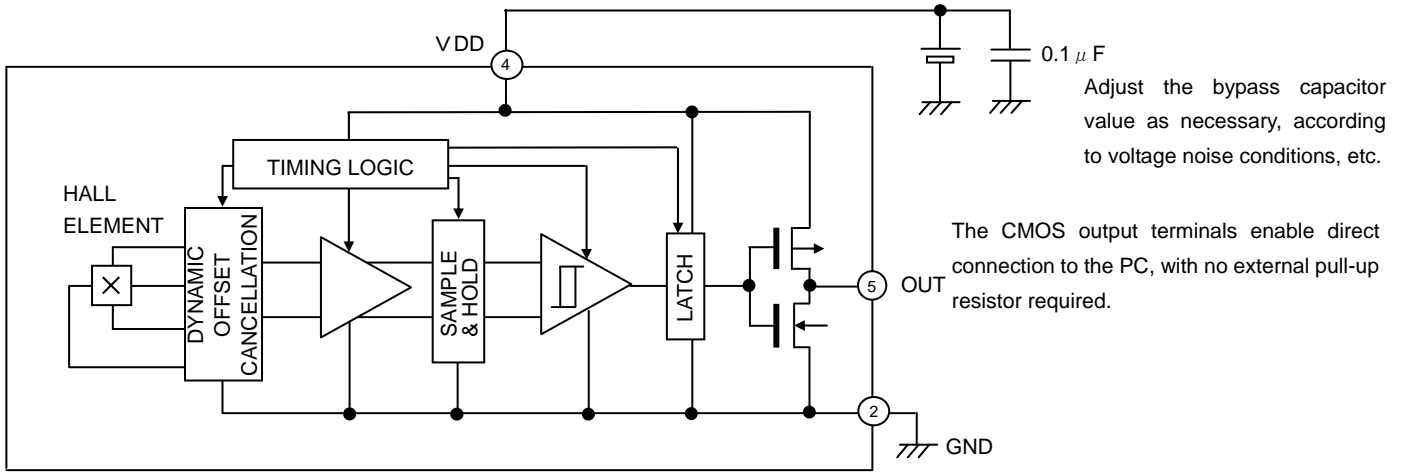 VDD
4
0.1 μ F
Adjust the bypass capacitor
value as necessary, according
to voltage noise conditions, etc.
TIMING LOGIC
HALL
ELEMENT
DYNAMIC
OFFSET
CANCELLATION
SAMPLE
& HOLD
LATCH
The CMOS output terminals enable direct
connection to the PC, with no external pull-up
resistor required.
5
OUT
2
GND